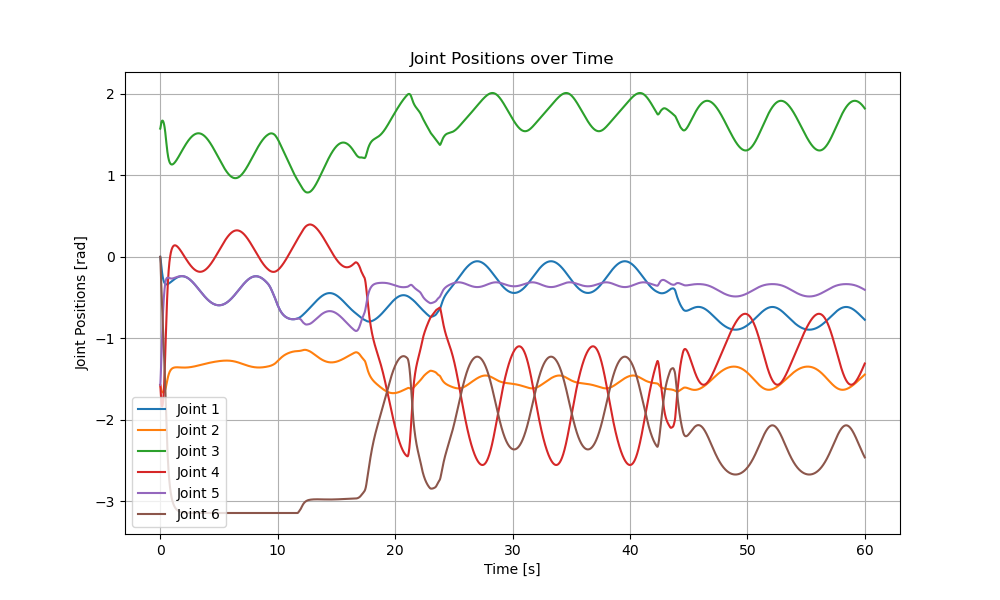 Joint Positions over Time
Joint Positions [rad]
2
1
0
−1
−2
−3
Joint 1
Joint 2
Joint 3
Joint 4
Joint 5
Joint 6
0 10 20 30 40 50 60
Time [s]